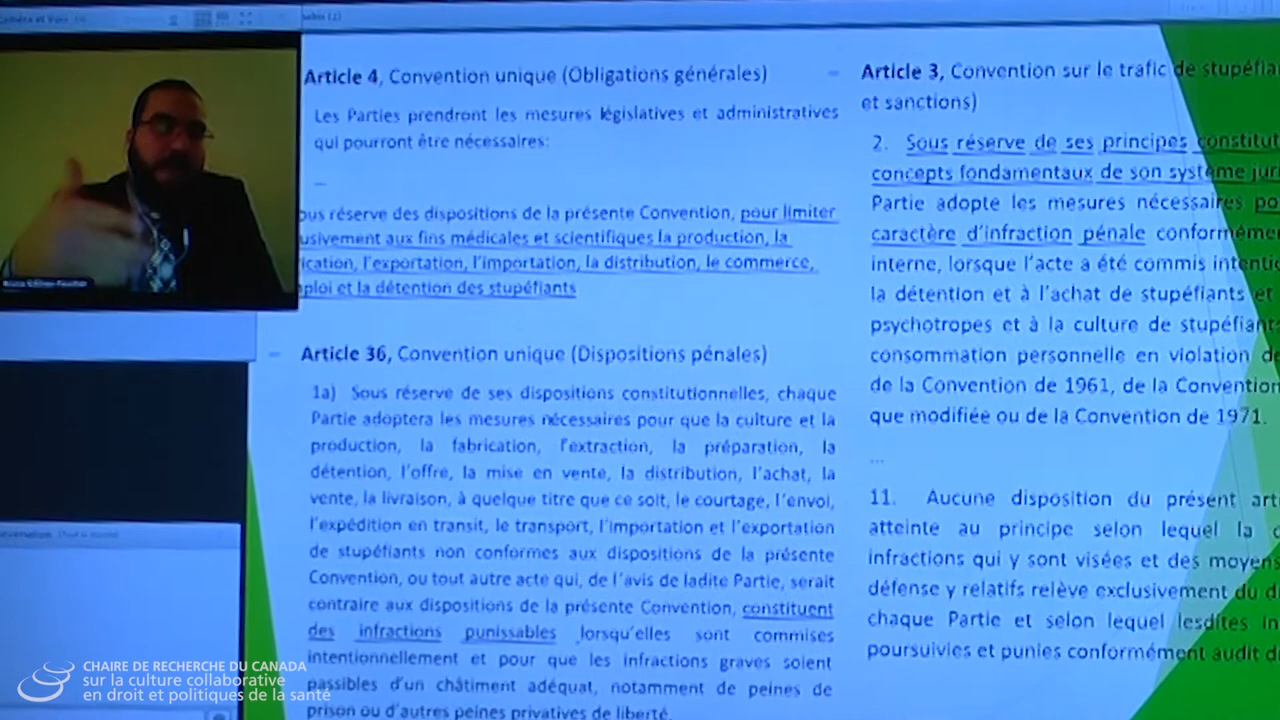 Article 4, Convention unique (Obligations générales)
Les Parties prendront les mesures législatives et administratives
qui pourront être nécessaires:
...
ous réserve des dispositions de la présente Convention, pour limiter
usivement aux fins médicales et scientifiques la production, la
ication, l'exportation, l'importation, la distribution, le commerce,
ploi et la détention des stupéfiants
Article 36, Convention unique (Dispositions pénales)
1a) Sous réserve de ses dispositions constitutionnelles, chaque
Partie adoptera les mesures nécessaires pour que la culture et la
production, la fabrication, l'extraction, la préparation, la
détention, l'offre, la mise en vente, la distribution, l'achat, la
vente, la livraison, à quelque titre que ce soit, le courtage, l'envoi,
l'expédition en transit, le transport, l'importation et l'exportation
de stupéfiants non conformes aux dispositions de la présente
Convention, ou tout autre acte qui, de l'avis de ladite Partie, serait
contraire aux dispositions de la présente Convention, constituent
des infractions punissables lorsqu'elles sont commises
intentionnellement et pour que les infractions graves soient
passibles d'un châtiment adéquat, notamment de peines de
prison ou d'autres peines privatives de liberté.
Article 3, Convention sur le trafic de stupéfia
et sanctions)
2. Sous réserve de ses principes constitut
concepts fondamentaux de son système juri
Partie adopte les mesures nécessaires po
caractère d'infraction pénale conformémen
interne, lorsque l'acte a été commis intentio
la détention et à l'achat de stupéfiants et
psychotropes et à la culture de stupéfiants
consommation personnelle en violation de
de la Convention de 1961, de la Convention
que modifiée ou de la Convention de 1971.
...
11. Aucune disposition du présent art
atteinte au principe selon lequel la d
infractions qui y sont visées et des moyens
défense y relatifs relève exclusivement du d
chaque Partie et selon lequel lesdites in
poursuivies et punies conformément audit d
CHAIRE DE RECHERCHE DU CANADA
sur la culture collaborative
en droit et politiques de la santé